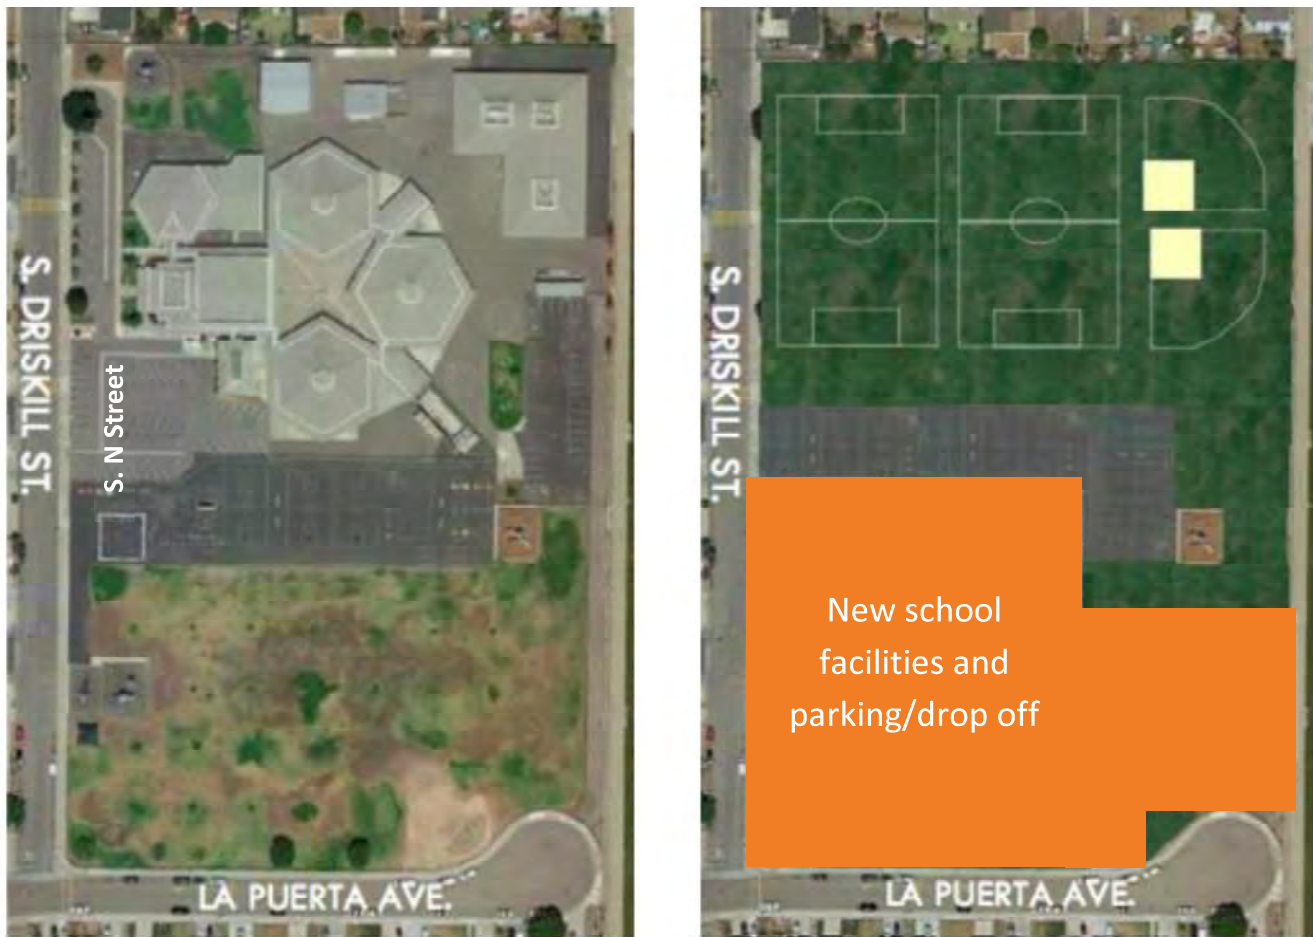 S. DRISKILL ST.
S. N Street
LA PUERTA AVE.
S. DRISKILL ST.
New school
facilities and
parking/drop off
LA PUERTA AVE.